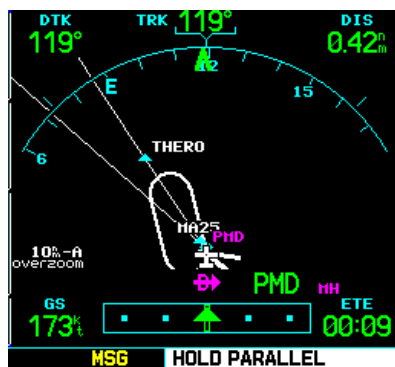 DTK TRK 119° DIS
119° 0.42nm
E 12 15
6 THERO
MA25
PMD
10nm-A
overzoom
D PMD MH
GS ETE
173kt 00:09
MSG HOLD PARALLEL